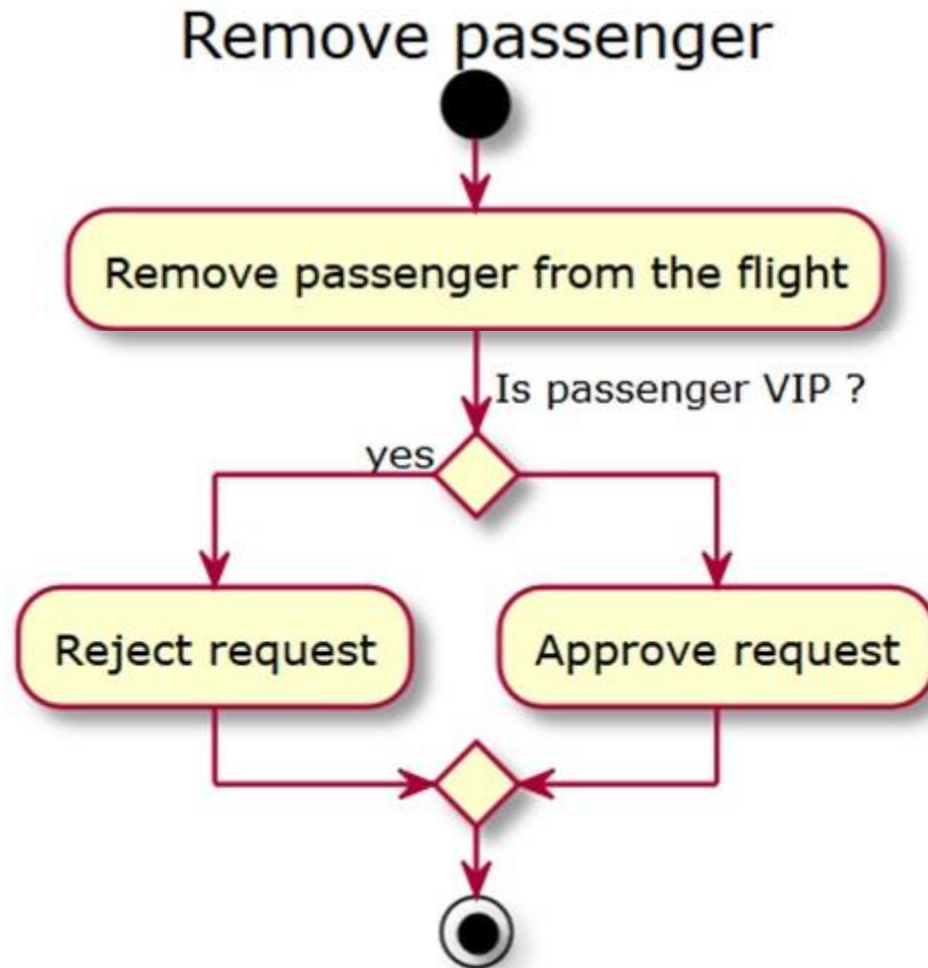 Remove passenger
Remove passenger from the flight
Is passenger VIP ?
yes
Reject request
Approve request